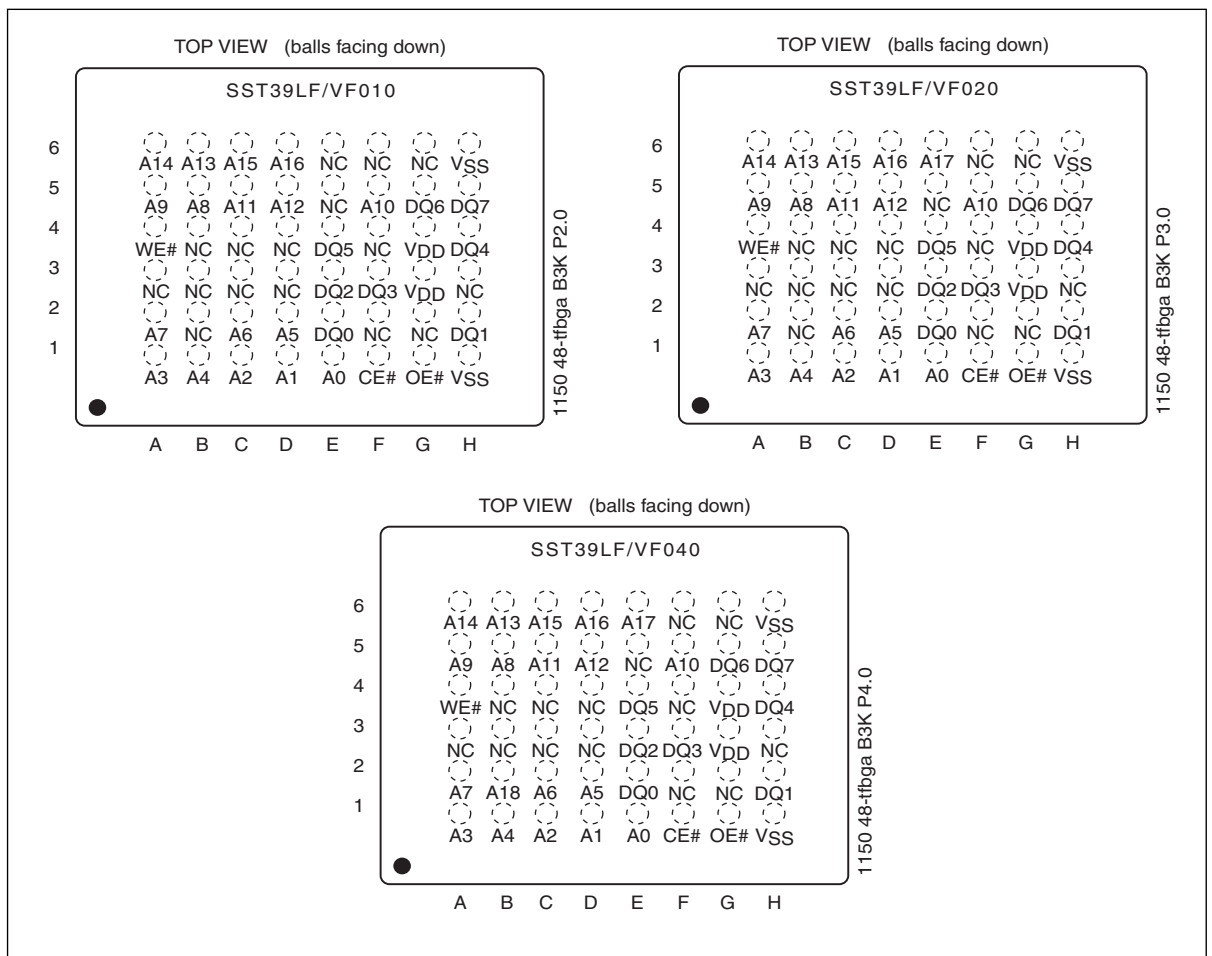 TOP VIEW (balls facing down)
SST39LF/VF010
6
A14 A13 A15 A16 NC NC NC VSS
5
A9 A8 A11 A12 NC A10 DQ6 DQ7
4
WE# NC NC NC DQ5 NC VDD DQ4
3
NC NC NC NC DQ2 DQ3 VDD NC
2
A7 NC A6 A5 DQ0 NC NC DQ1
1
A3 A4 A2 A1 A0 CE# OE# VSS
A B C D E F G H
1150 48-tfbga B3K P2.0
TOP VIEW (balls facing down)
SST39LF/VF020
6
A14 A13 A15 A16 A17 NC NC VSS
5
A9 A8 A11 A12 NC A10 DQ6 DQ7
4
WE# NC NC NC DQ5 NC VDD DQ4
3
NC NC NC NC DQ2 DQ3 VDD NC
2
A7 NC A6 A5 DQ0 NC NC DQ1
1
A3 A4 A2 A1 A0 CE# OE# VSS
A B C D E F G H
1150 48-tfbga B3K P3.0
TOP VIEW (balls facing down)
SST39LF/VF040
6
A14 A13 A15 A16 A17 NC NC VSS
5
A9 A8 A11 A12 NC A10 DQ6 DQ7
4
WE# NC NC NC DQ5 NC VDD DQ4
3
NC NC NC NC DQ2 DQ3 VDD NC
2
A7 A18 A6 A5 DQ0 NC NC DQ1
1
A3 A4 A2 A1 A0 CE# OE# VSS
A B C D E F G H
1150 48-tfbga B3K P4.0